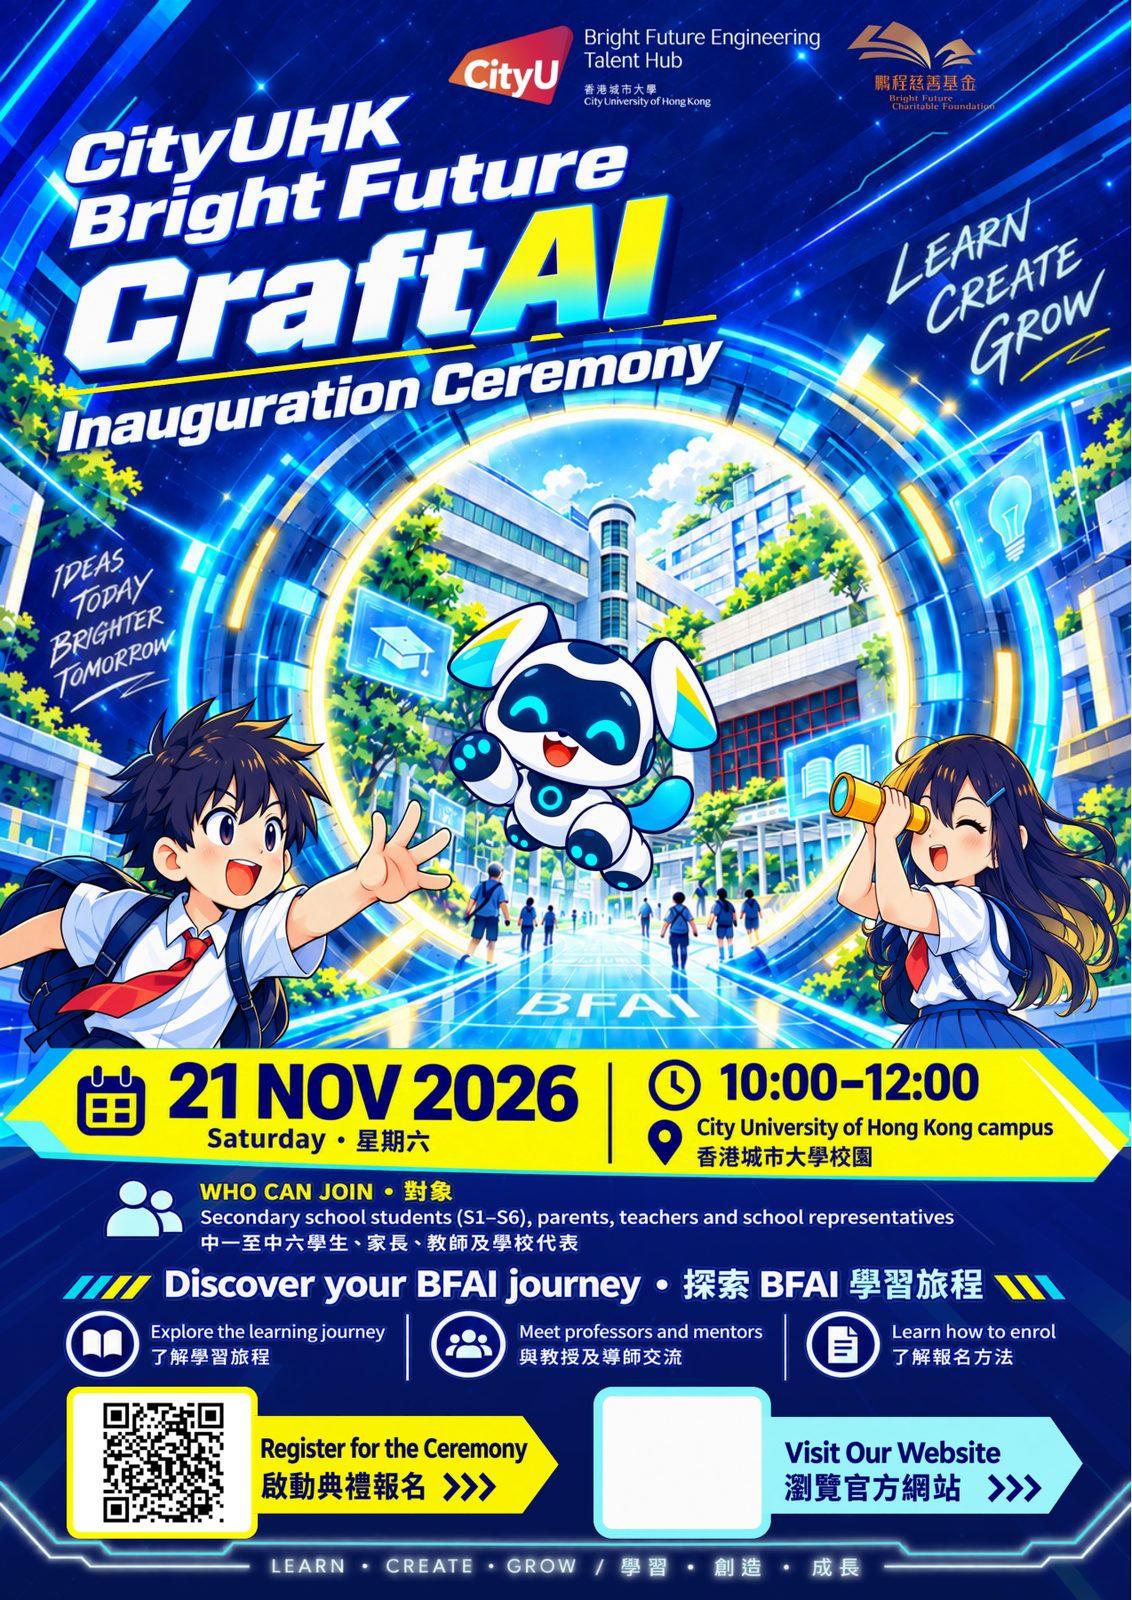 CityU
Bright Future Engineering
Talent Hub
香港城市大學
City University of Hong Kong
鵬程慈善基金
Bright Future
Charitable Foundation
CityUHK
Bright Future
CraftAI
Inauguration Ceremony
LEARN
CREATE
GROW
IDEAS
TODAY
BRIGHTER
TOMORROW
BFAI
21 NOV 2026
Saturday • 星期六
10:00–12:00
City University of Hong Kong campus
香港城市大學校園
WHO CAN JOIN • 對象
Secondary school students (S1–S6), parents, teachers and school representatives
中一至中六學生、家長、教師及學校代表
Discover your BFAI journey • 探索 BFAI 學習旅程
Explore the learning journey
了解學習旅程
Meet professors and mentors
與教授及導師交流
Learn how to enrol
了解報名方法
Register for the Ceremony
啟動典禮報名
Visit Our Website
瀏覽官方網站
LEARN • CREATE • GROW / 學習 • 創造 • 成長